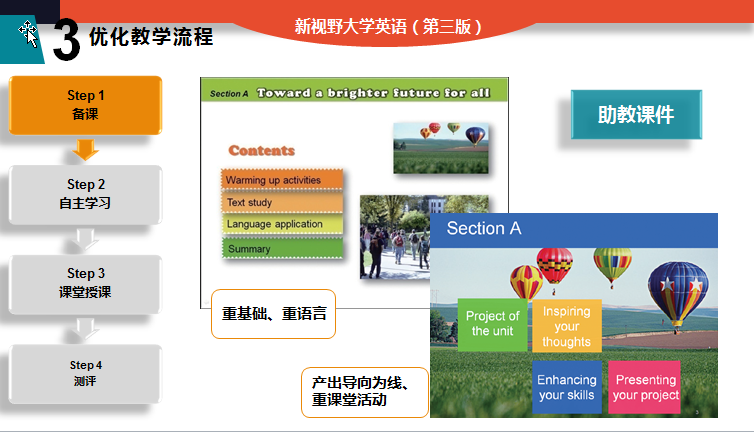 新视野大学英语（第三版）
3 优化教学流程
Step 1
备课
Step 2
自主学习
Step 3
课堂授课
Step 4
测评
Section A Toward a brighter future for all
Contents
Warming up activities
Text study
Language application
Summary
重基础、重语言
助教课件
Section A
Project of
the unit
Inspiring
your
thoughts
Enhancing
your skills
Presenting
your project
3
产出导向为线、
重课堂活动